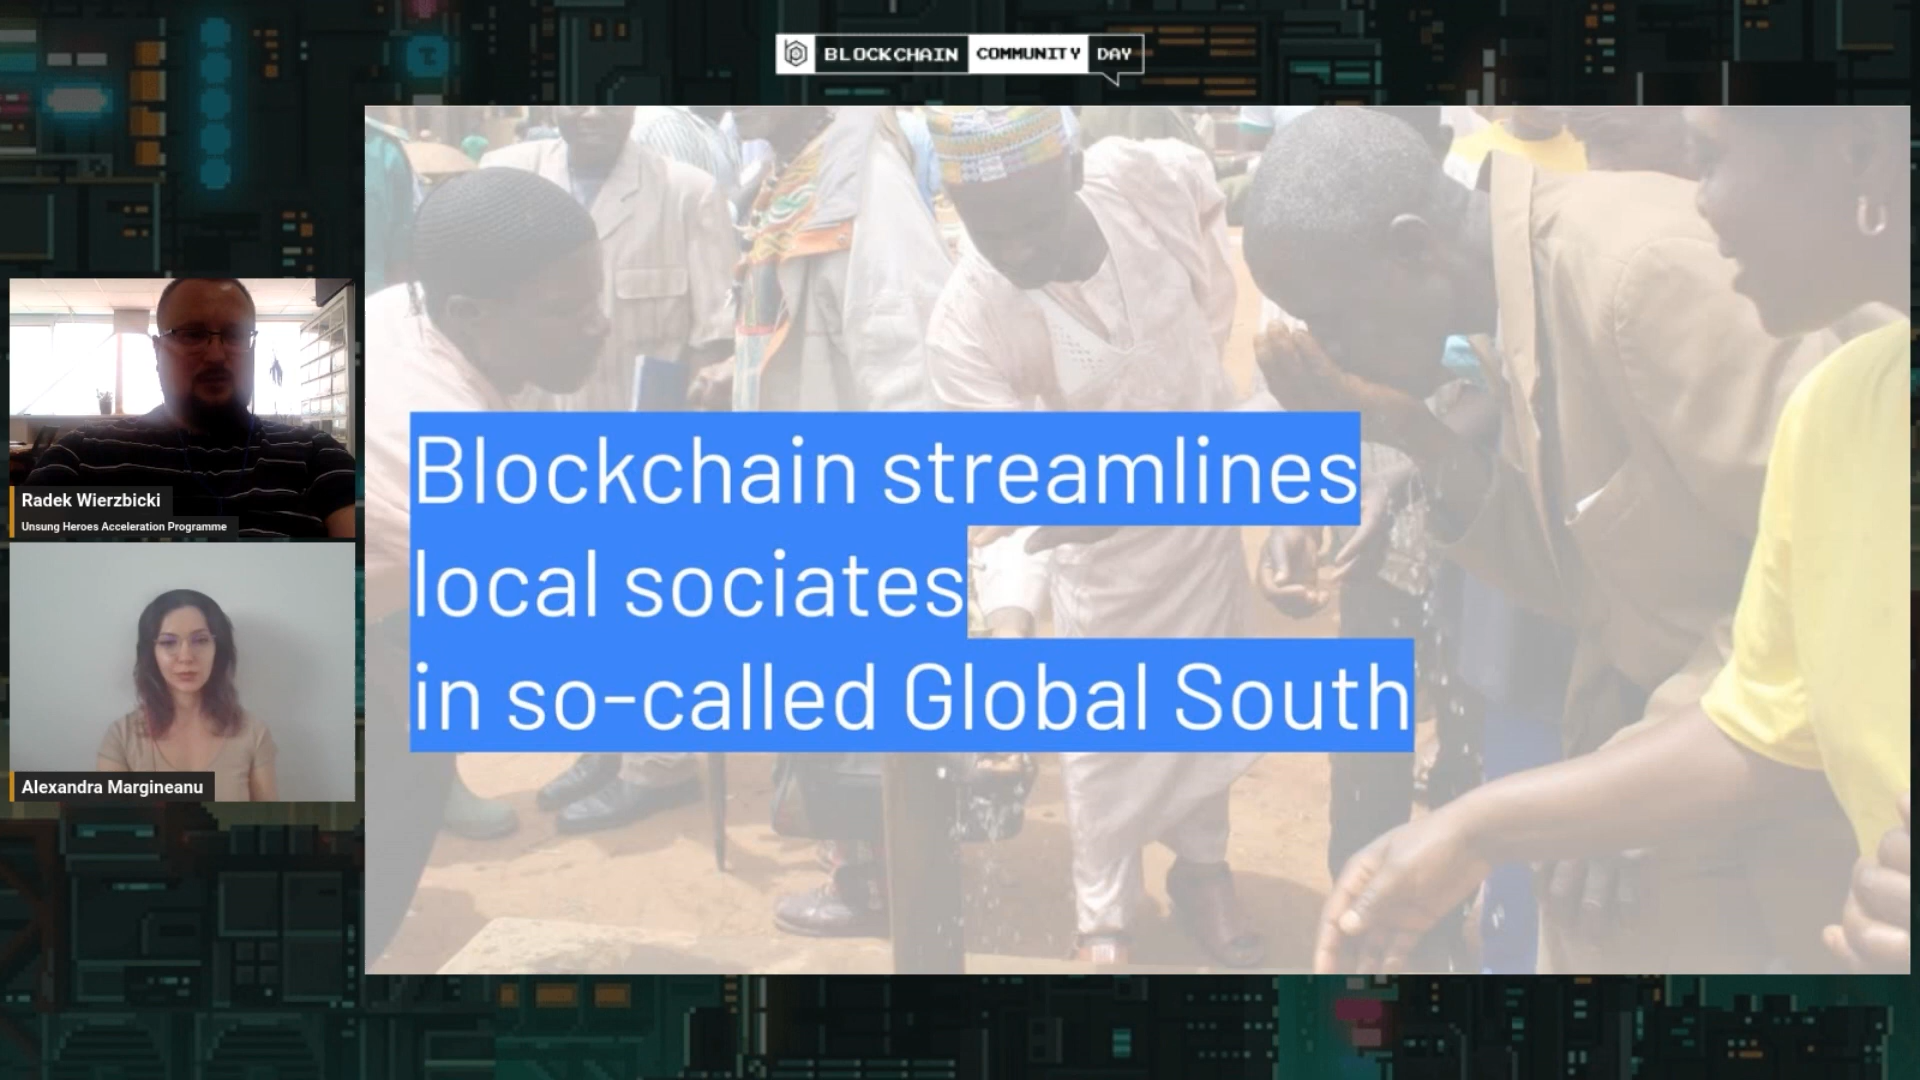 BLOCKCHAIN COMMUNITY DAY
Blockchain streamlines
local sociates
in so-called Global South
Radek Wierzbicki
Unsung Heroes Acceleration Programme
Alexandra Margineanu